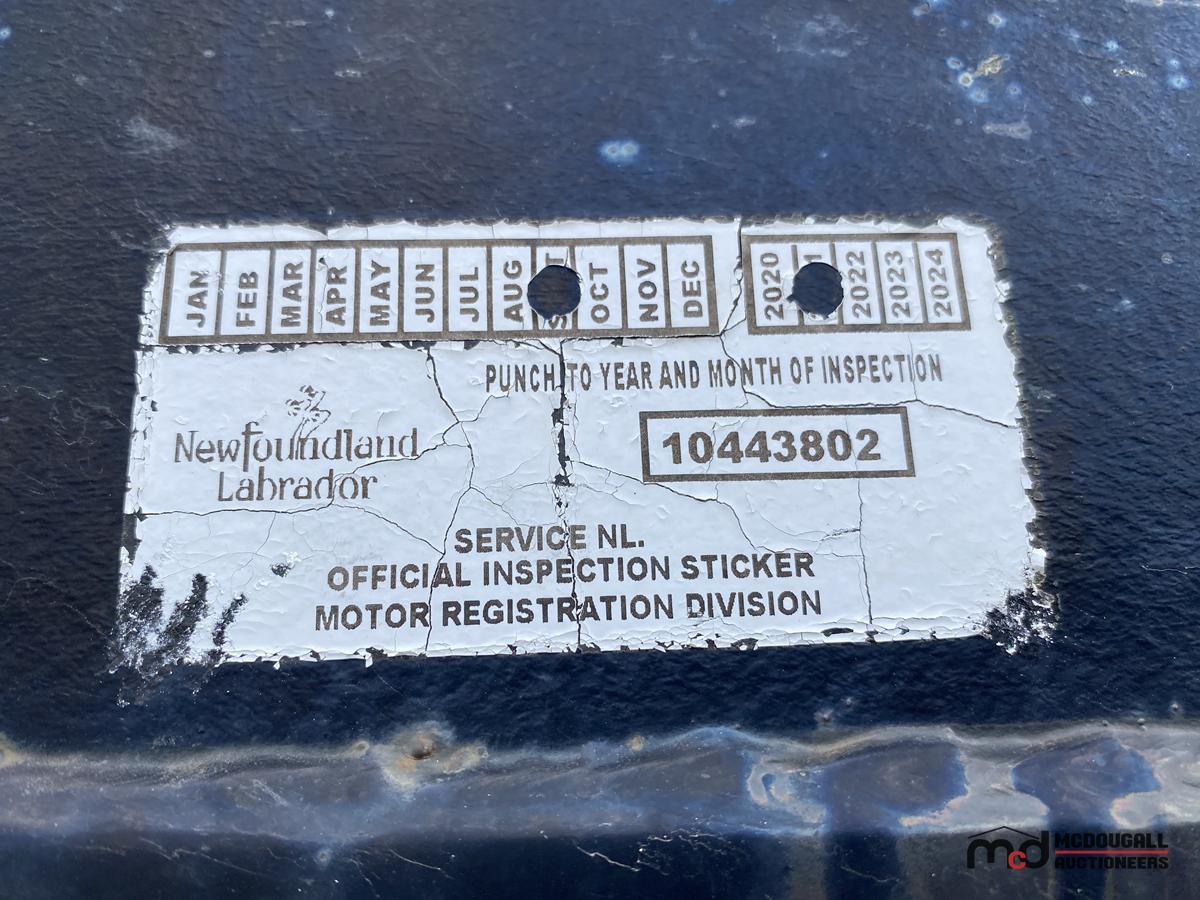 JAN FEB MAR APR MAY JUN JUL AUG OCT NOV DEC 2020 2022 2023 2024
PUNCH TO YEAR AND MONTH OF INSPECTION
Newfoundland
Labrador
10443802
SERVICE NL.
OFFICIAL INSPECTION STICKER
MOTOR REGISTRATION DIVISION
mcd MCDOUGALL
AUCTIONEERS